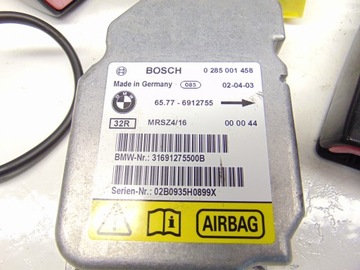 BOSCH 0 285 001 458
Made in Germany 085 02-04-03
BMW 65.77 - 6912755
32R MRSZ4/16 00 00 44
BMW-Nr.: 31691275500B
Serien-Nr.: 02B0935H0899X
AIRBAG